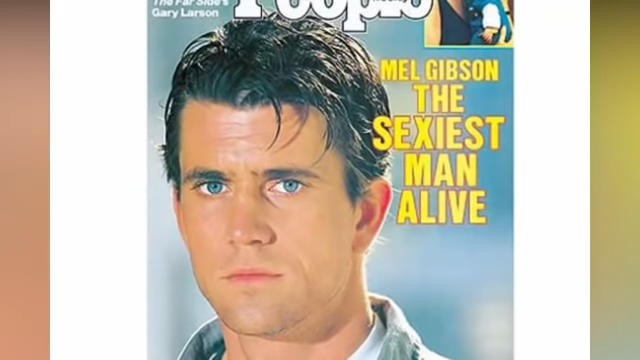 The Far Side's
Gary Larson
People
MEL GIBSON
THE
SEXIEST
MAN
ALIVE